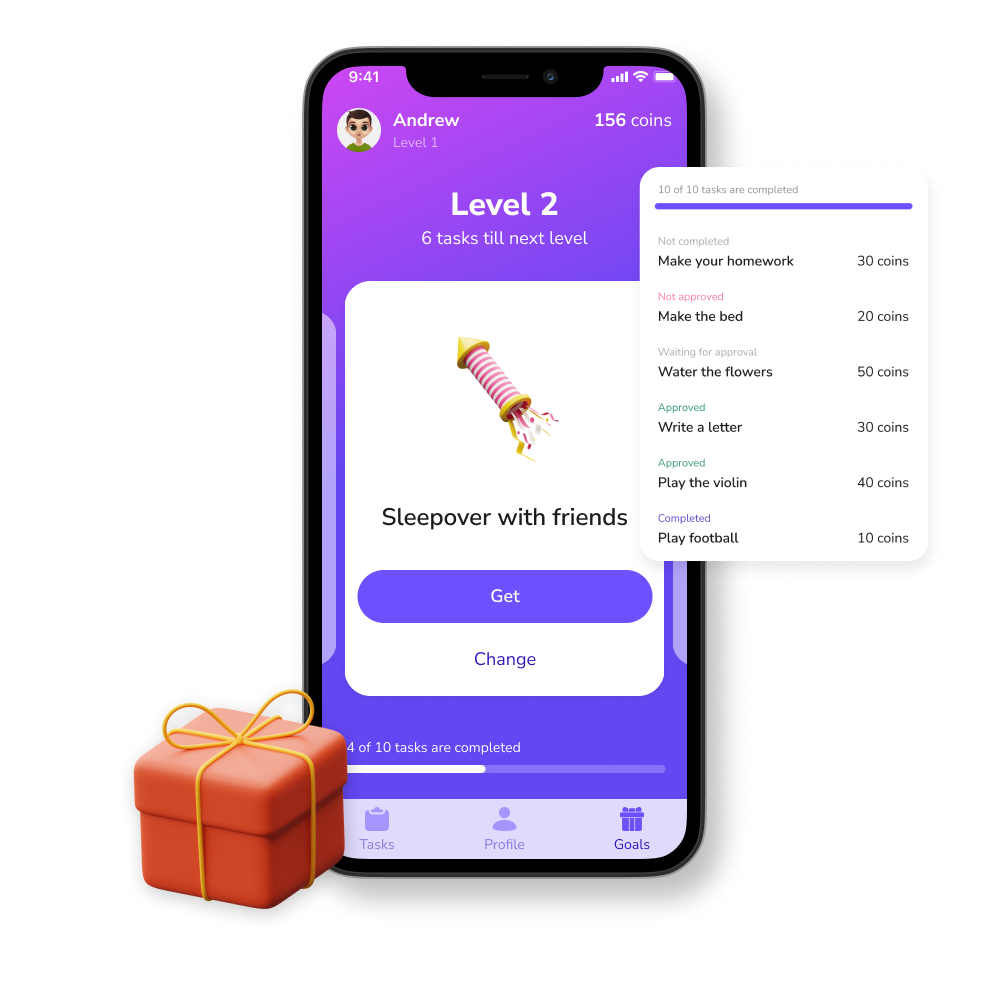 9:41
Andrew
156 coins
Level 1
Level 2
6 tasks till next level
Sleepover with friends
Get
Change
4 of 10 tasks are completed
Tasks
Profile
Goals
10 of 10 tasks are completed
Not completed
Make your homework 30 coins
Not approved
Make the bed 20 coins
Waiting for approval
Water the flowers 50 coins
Approved
Write a letter 30 coins
Approved
Play the violin 40 coins
Completed
Play football 10 coins